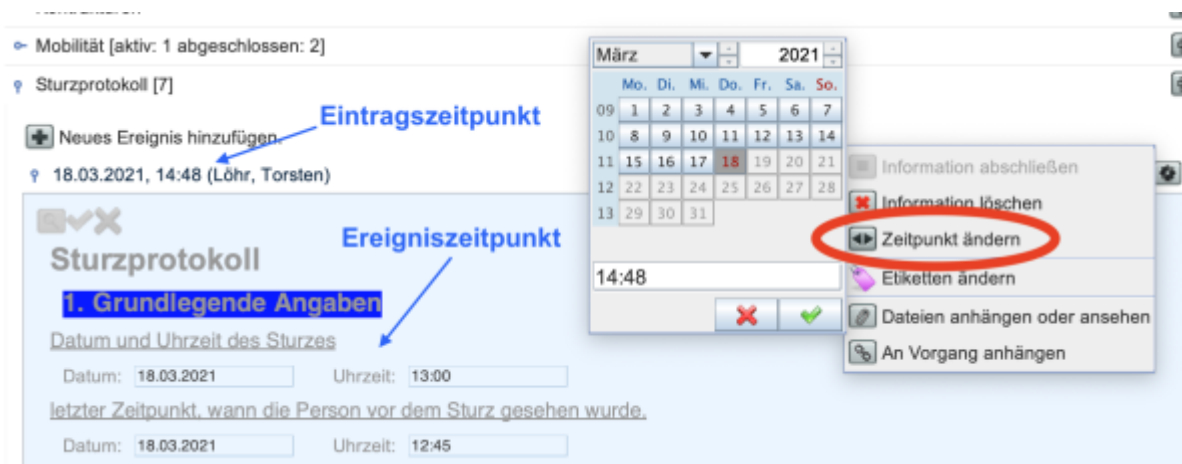 Mobilität [aktiv: 1 abgeschlossen: 2]
Sturzprotokoll [7]
Eintragszeitpunkt
Neues Ereignis hinzufügen.
18.03.2021, 14:48 (Löhr, Torsten)
Sturzprotokoll
Ereigniszeitpunkt
1. Grundlegende Angaben
Datum und Uhrzeit des Sturzes
Datum: 18.03.2021 Uhrzeit: 13:00
letzter Zeitpunkt, wann die Person vor dem Sturz gesehen wurde.
Datum: 18.03.2021 Uhrzeit: 12:45
März 2021
Mo. Di. Mi. Do. Fr. Sa. So.
09 1 2 3 4 5 6 7
10 8 9 10 11 12 13 14
11 15 16 17 18 19 20 21
12 22 23 24 25 26 27 28
13 29 30 31
14:48
Information abschließen
Information löschen
Zeitpunkt ändern
Etiketten ändern
Dateien anhängen oder ansehen
An Vorgang anhängen